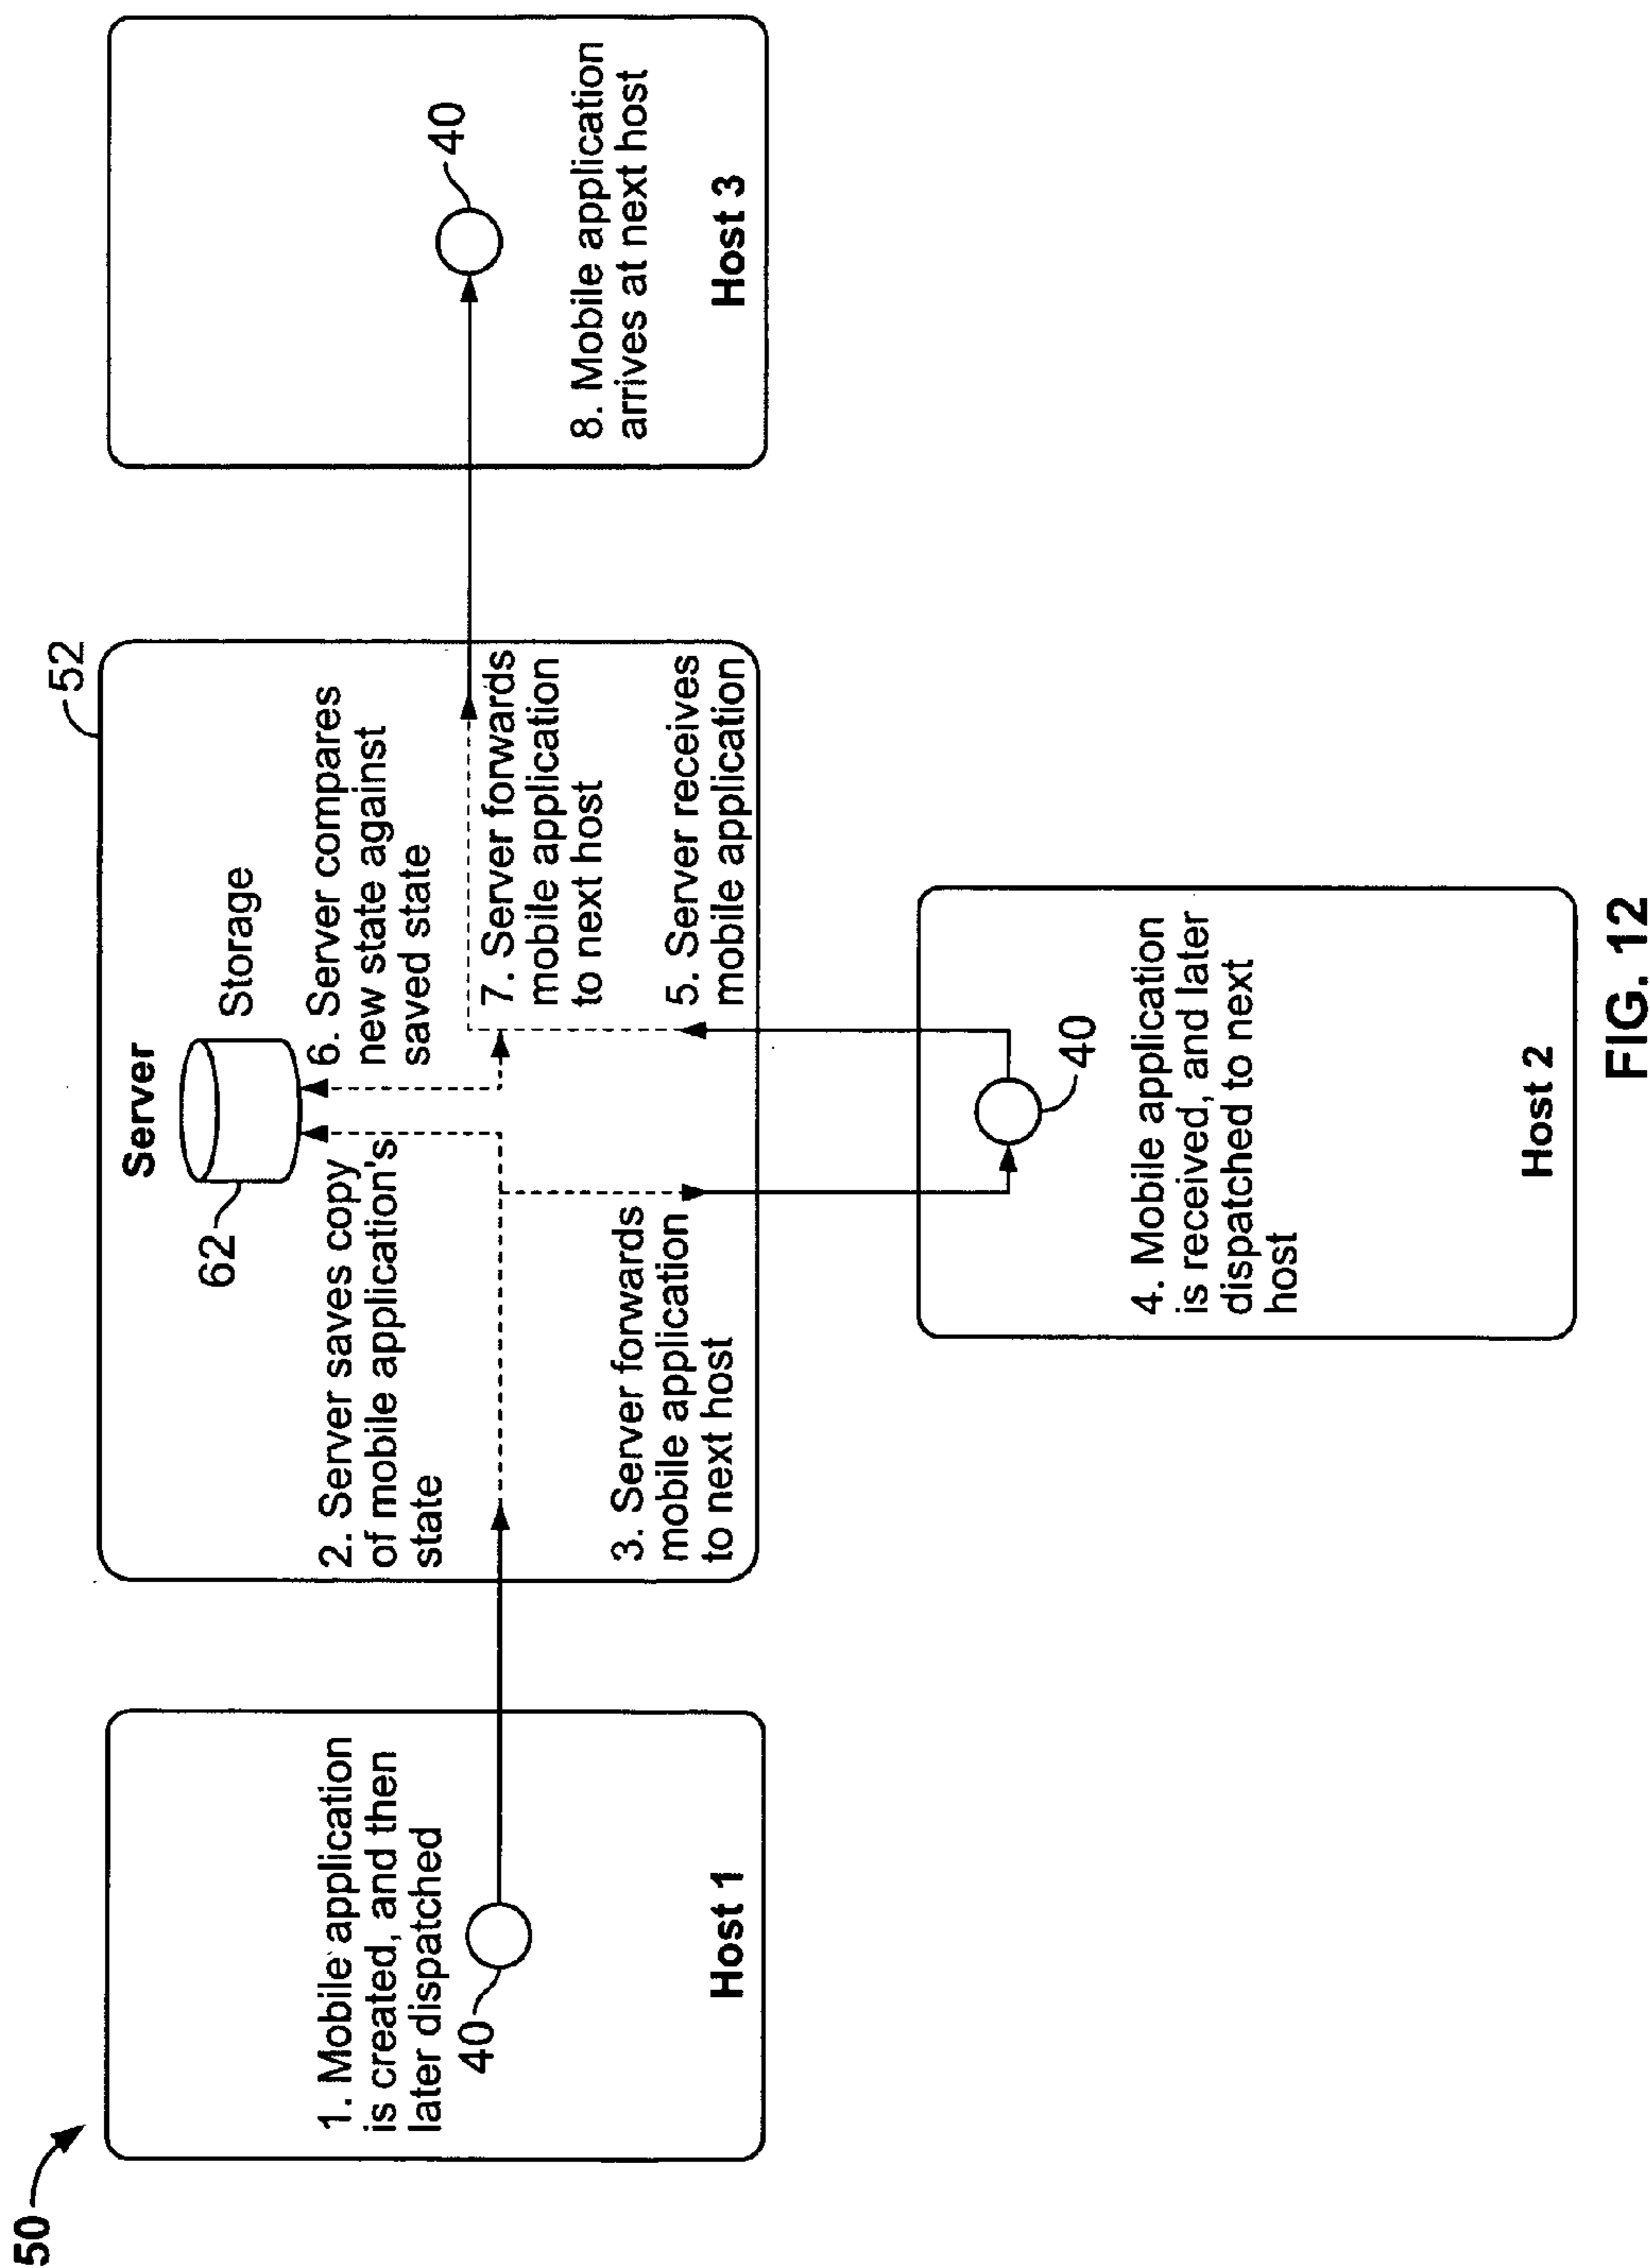 50
1. Mobile application
is created, and then
later dispatched
40
Host 1
52
Server
62
Storage
2. Server saves copy
of mobile application's
state
3. Server forwards
mobile application
to next host
6. Server compares
new state against
saved state
7. Server forwards
mobile application
to next host
5. Server receives
mobile application
40
4. Mobile application
is received, and later
dispatched to next
host
Host 2
40
8. Mobile application
arrives at next host
Host 3
FIG. 12